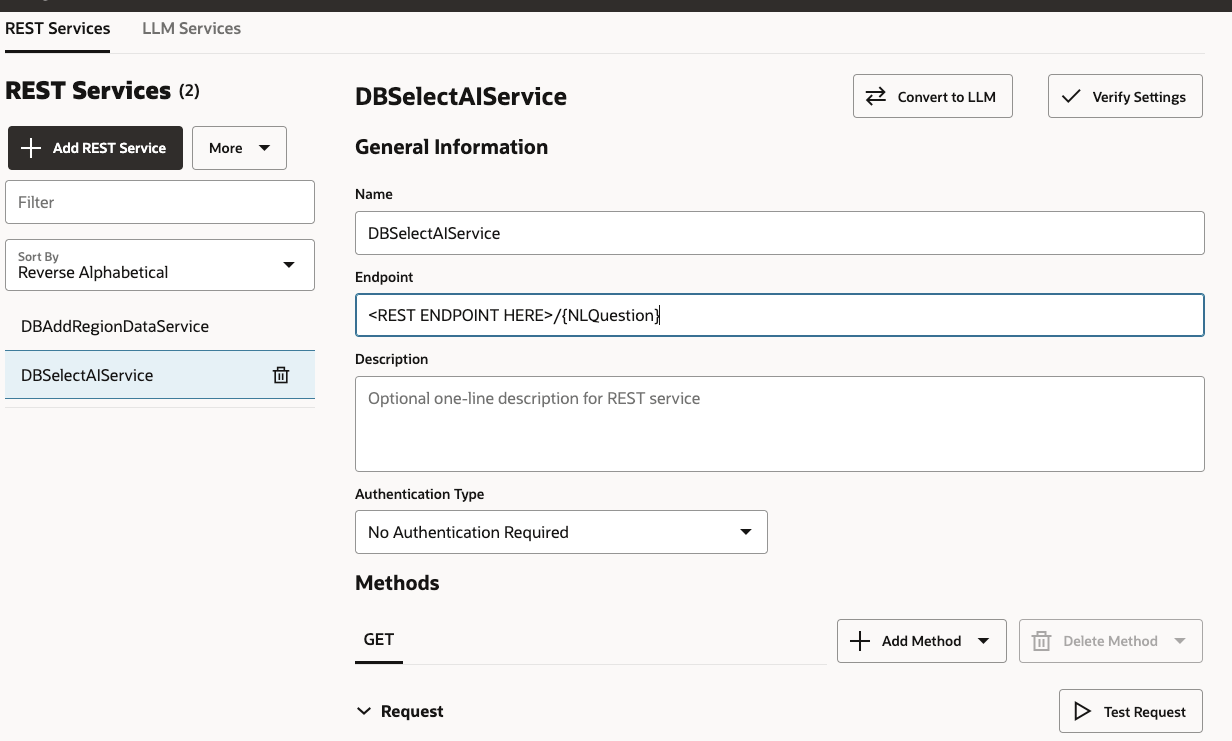 REST Services
LLM Services
REST Services (2)
Add REST Service
More
Filter
Sort By
Reverse Alphabetical
DBAddRegionDataService
DBSelectAIService
DBSelectAIService
Convert to LLM
Verify Settings
General Information
Name
DBSelectAIService
Endpoint
<REST ENDPOINT HERE>/{NLQuestion}
Description
Optional one-line description for REST service
Authentication Type
No Authentication Required
Methods
GET
Add Method
Delete Method
Request
Test Request